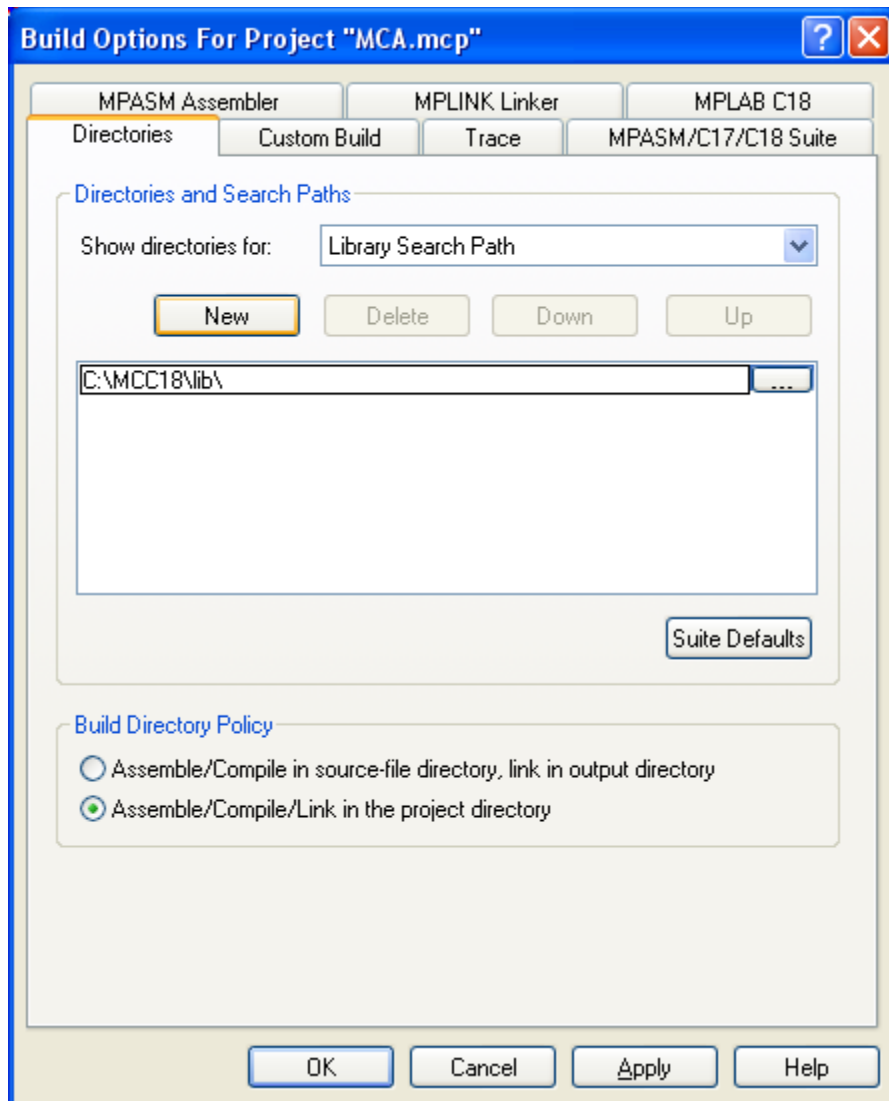 Build Options For Project "MCA.mcp"
MPASM Assembler MPLINK Linker MPLAB C18
Directories Custom Build Trace MPASM/C17/C18 Suite
Directories and Search Paths
Show directories for: Library Search Path
New Delete Down Up
C:\MCC18\lib\ ...
Suite Defaults
Build Directory Policy
Assemble/Compile in source-file directory, link in output directory
Assemble/Compile/Link in the project directory
OK Cancel Apply Help